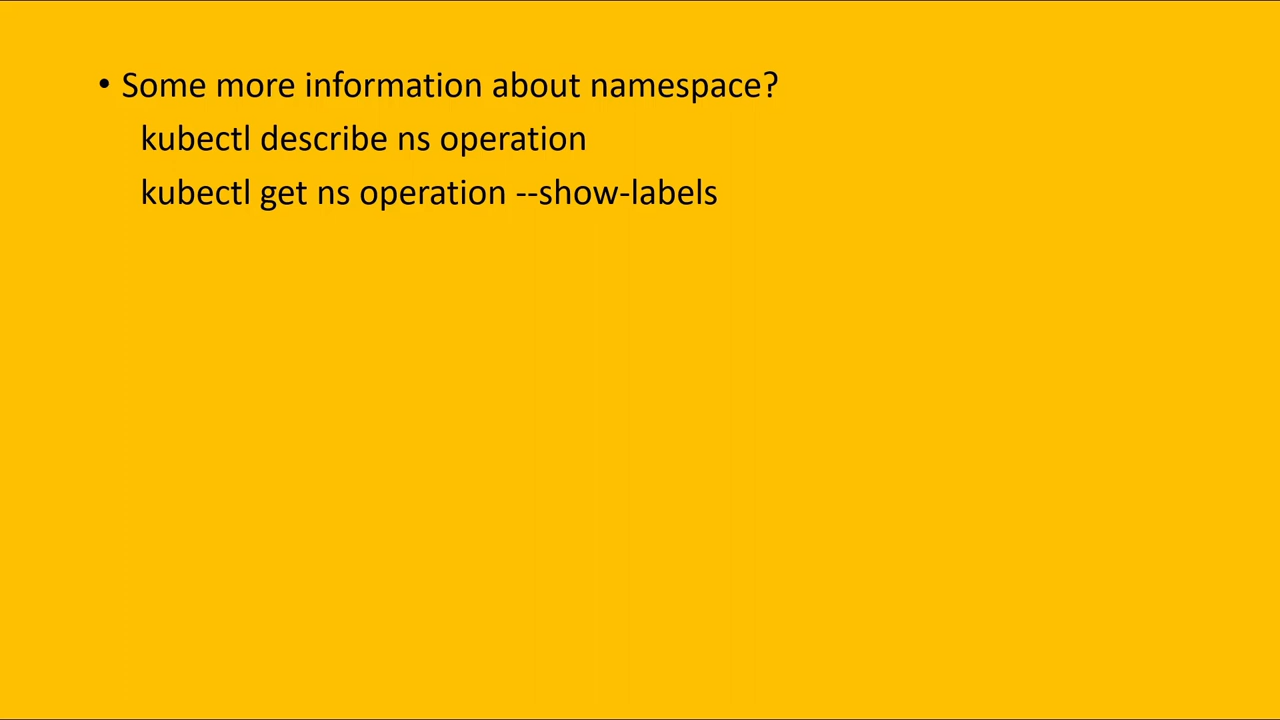 • Some more information about namespace?
kubectl describe ns operation
kubectl get ns operation --show-labels